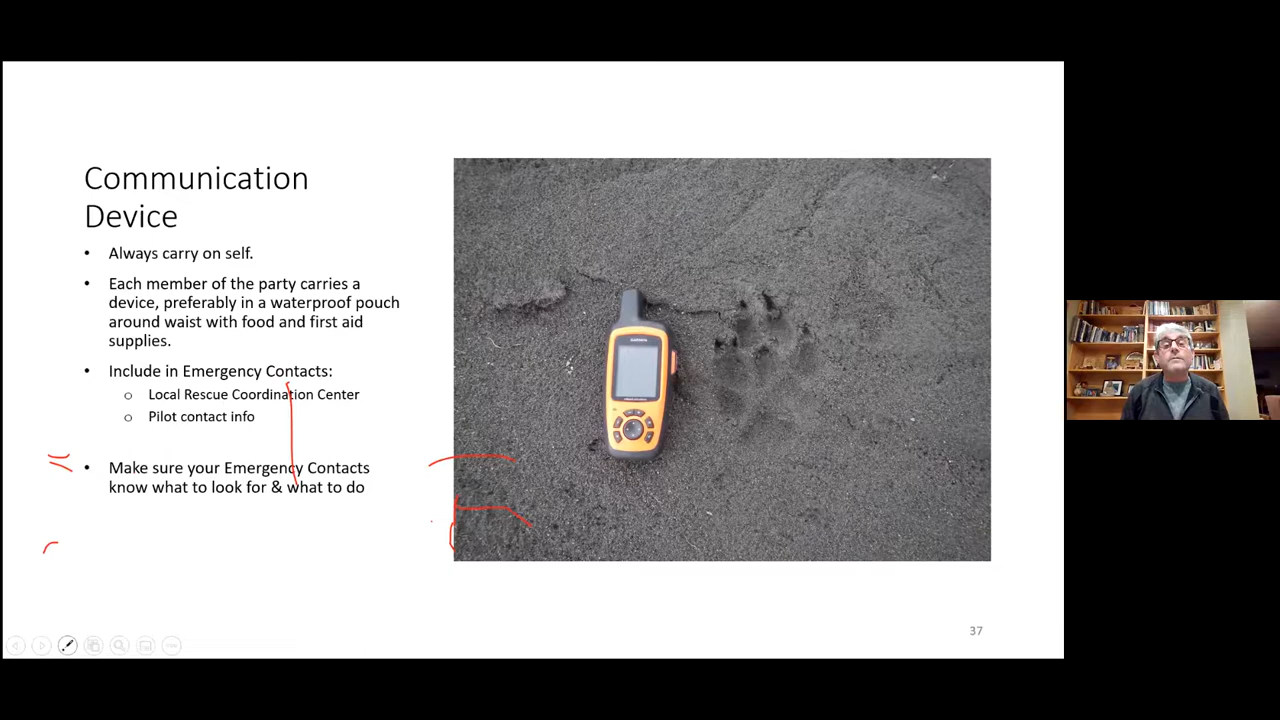 Communication
Device
• Always carry on self.
• Each member of the party carries a
device, preferably in a waterproof pouch
around waist with food and first aid
supplies.
• Include in Emergency Contacts:
o Local Rescue Coordination Center
o Pilot contact info
• Make sure your Emergency Contacts
know what to look for & what to do
GARMIN
37